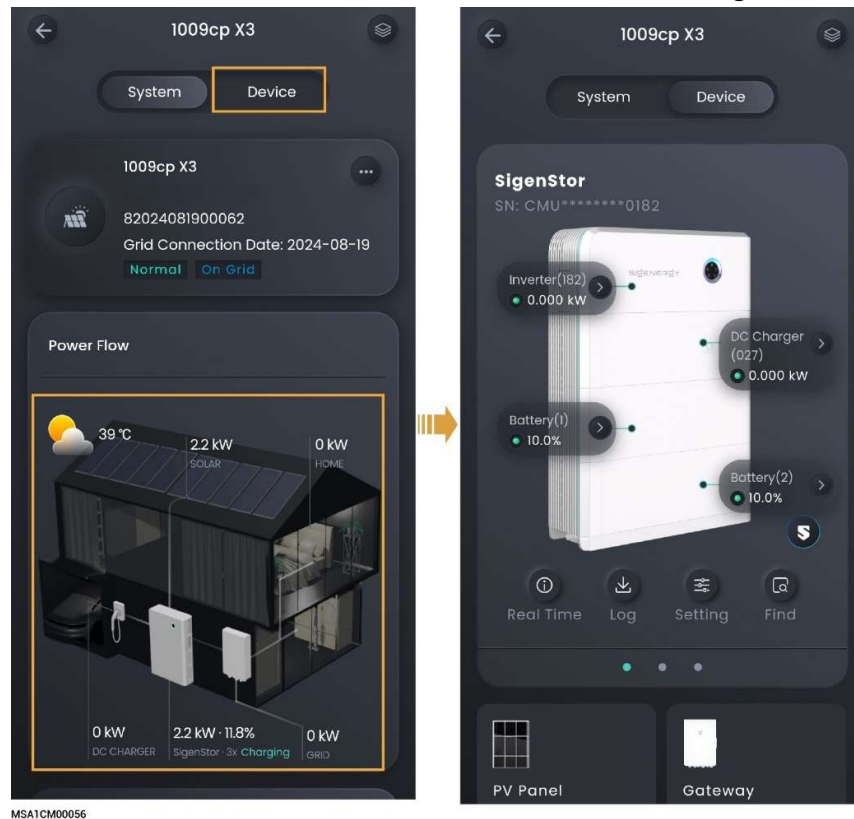 1009cp X3
System
Device
1009cp X3
82024081900062
Grid Connection Date: 2024-08-19
Normal On Grid
Power Flow
39 °C
2.2 kW
SOLAR
0 kW
HOME
0 kW
DC CHARGER
2.2 kW · 11.8%
SigenStor · 3x Charging
0 kW
GRID
MSA1CM00056
1009cp X3
System
Device
SigenStor
SN: CMU********0182
SIGENERGY
Inverter(182)
0.000 kW
DC Charger
(027)
0.000 kW
Battery(1)
10.0%
Battery(2)
10.0%
Real Time
Log
Setting
Find
PV Panel
Gateway